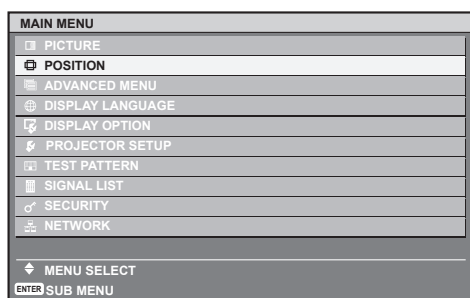 MAIN MENU
PICTURE
POSITION
ADVANCED MENU
DISPLAY LANGUAGE
DISPLAY OPTION
PROJECTOR SETUP
TEST PATTERN
SIGNAL LIST
SECURITY
NETWORK
MENU SELECT
ENTER SUB MENU